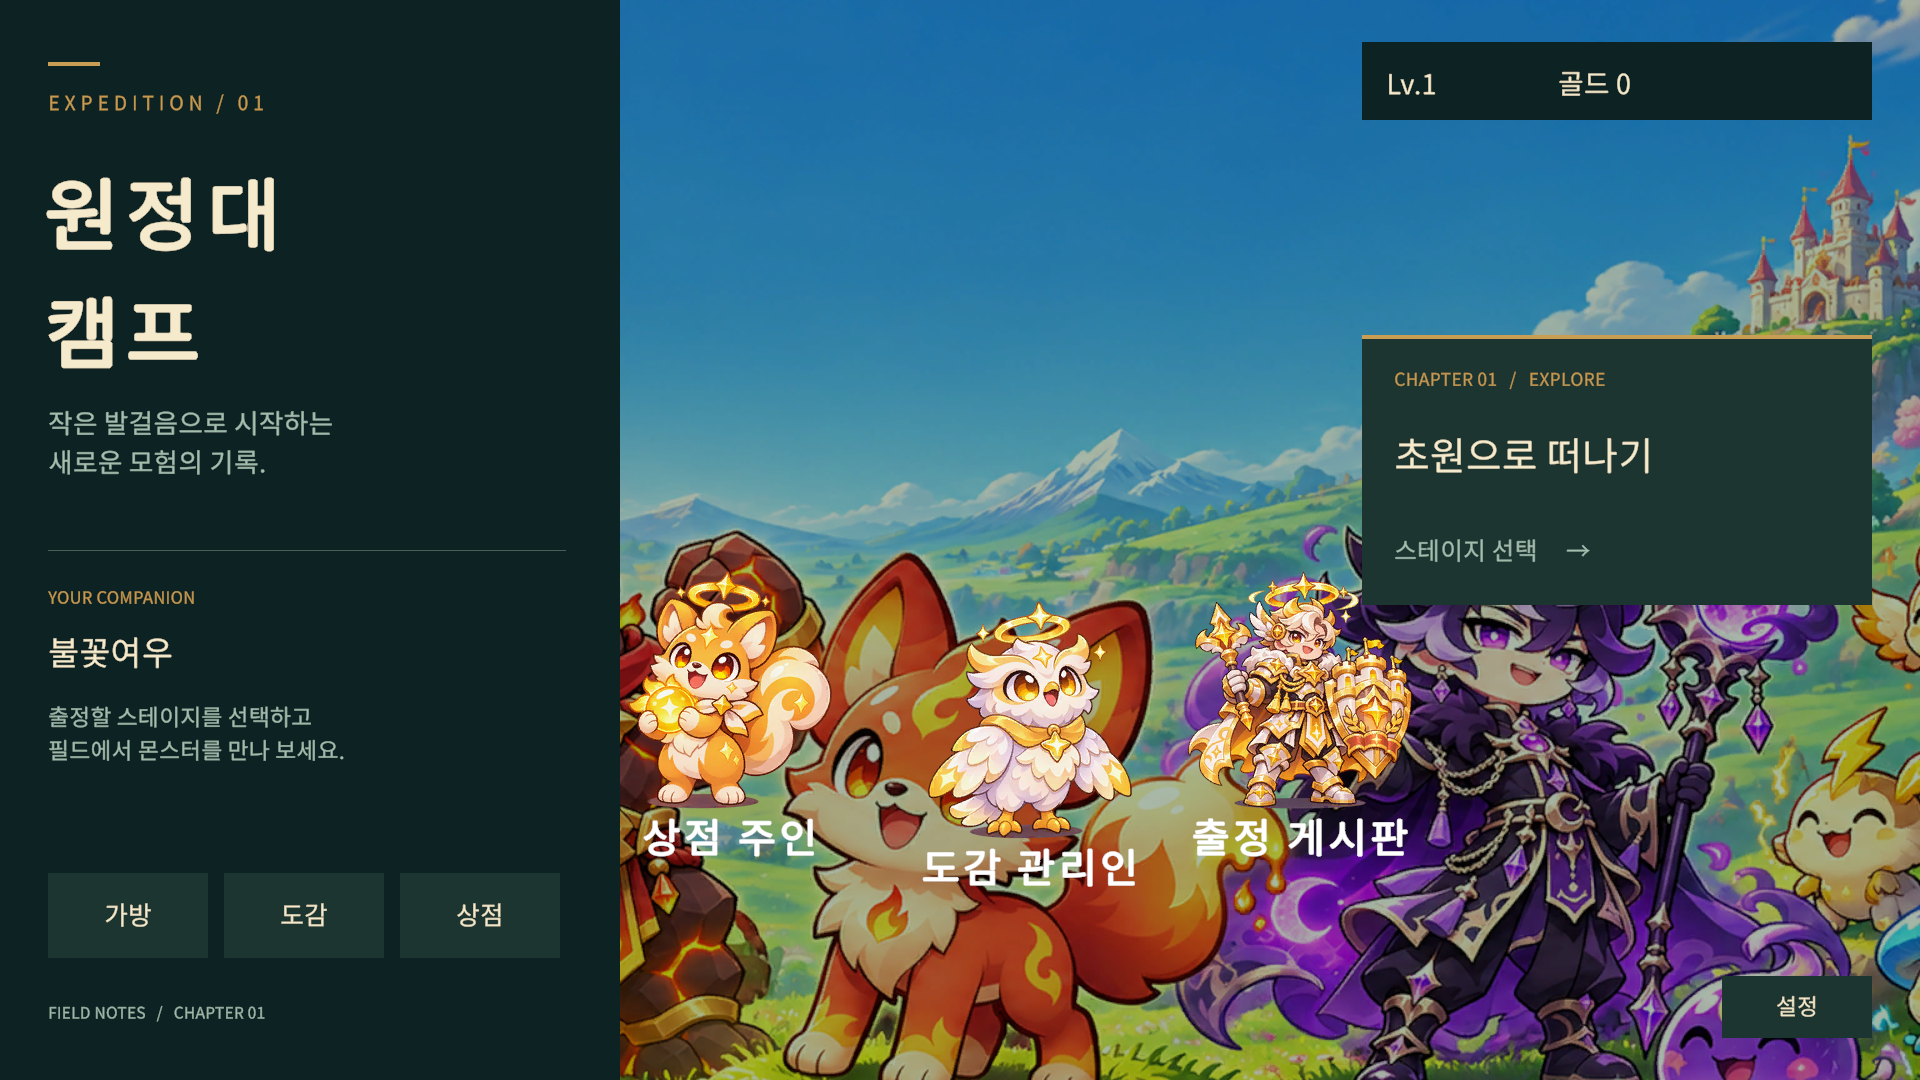 EXPEDITION / 01
원정대
캠프
작은 발걸음으로 시작하는
새로운 모험의 기록.
YOUR COMPANION
불꽃여우
출정할 스테이지를 선택하고
필드에서 몬스터를 만나 보세요.
가방
도감
상점
FIELD NOTES / CHAPTER 01
Lv.1
골드 0
CHAPTER 01 / EXPLORE
초원으로 떠나기
스테이지 선택 →
상점 주인
도감 관리인
출정 게시판
설정